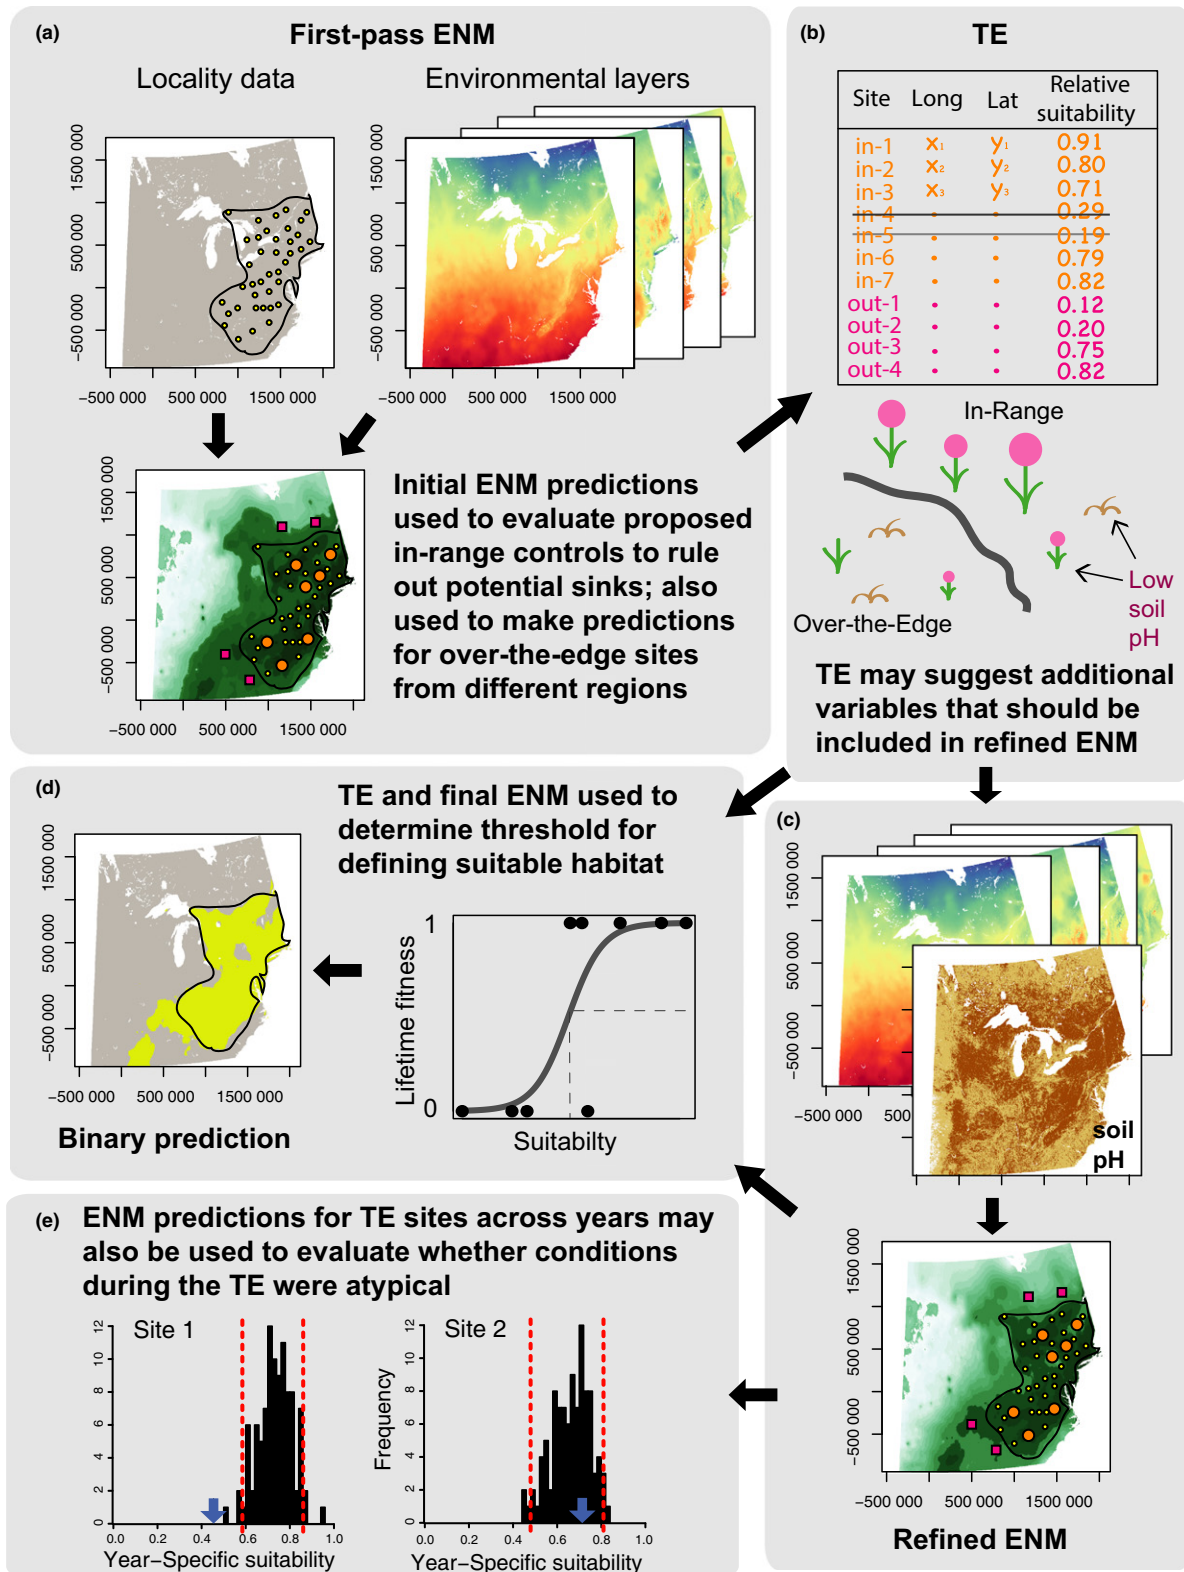 (a)
First-pass ENM
Locality data
Environmental layers
1500 000
500 000
−500 000
−500 000 500 000 1500 000
1500 000
500 000
−500 000
−500 000 500 000 1500 000
1500 000
500 000
−500 000
−500 000 500 000 1500 000
Initial ENM predictions
used to evaluate proposed
in-range controls to rule
out potential sinks; also
used to make predictions
for over-the-edge sites
from different regions
(b)
TE
Site Long Lat Relative suitability
in-1 x₁ y₁ 0.91
in-2 x₂ y₂ 0.80
in-3 x₃ y₃ 0.71
in-4 • • 0.29
in-5 • • 0.19
in-6 • • 0.79
in-7 • • 0.82
out-1 • • 0.12
out-2 • • 0.20
out-3 • • 0.75
out-4 • • 0.82
In-Range
Over-the-Edge
Low
soil
pH
TE may suggest additional
variables that should be
included in refined ENM
(c)
1500 000
500 000
−500 000
soil
pH
1500 000
500 000
−500 000
−500 000 500 000 1500 000
Refined ENM
(d)
TE and final ENM used to
determine threshold for
defining suitable habitat
1500 000
500 000
−500 000
−500 000 500 000 1500 000
Binary prediction
1
Lifetime fitness
0
Suitabilty
(e)
ENM predictions for TE sites across years may
also be used to evaluate whether conditions
during the TE were atypical
Site 1
12
10
8
6
4
2
0
0.0 0.2 0.4 0.6 0.8 1.0
Year−Specific suitability
Site 2
Frequency
12
10
8
6
4
2
0
0.0 0.2 0.4 0.6 0.8 1.0
Year−Specific suitability